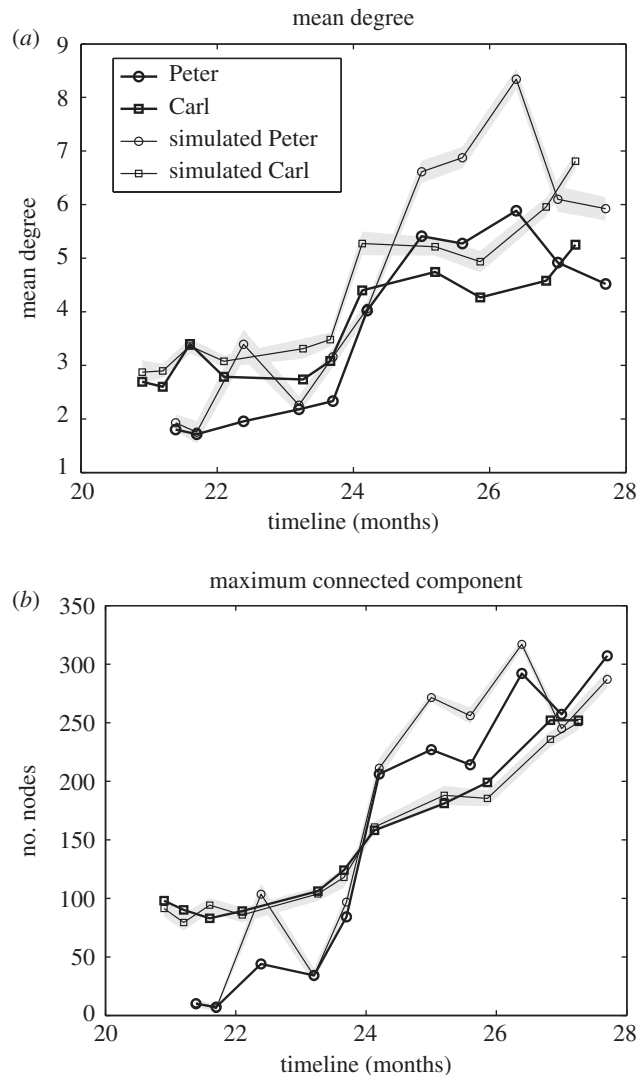 mean degree
(a)
9
8
7
6
5
4
3
2
1
mean degree
Peter
Carl
simulated Peter
simulated Carl
20 22 24 26 28
timeline (months)
maximum connected component
(b)
350
300
250
200
150
100
50
0
no. nodes
20 22 24 26 28
timeline (months)